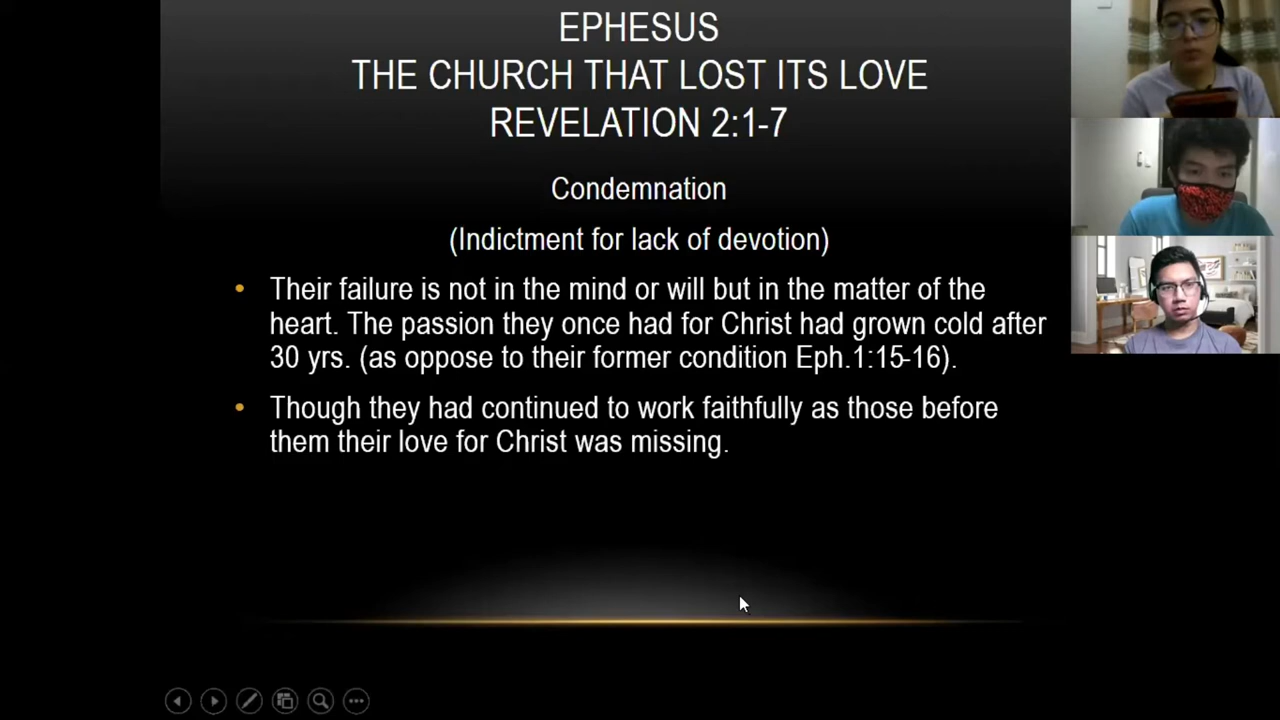 EPHESUS
THE CHURCH THAT LOST ITS LOVE
REVELATION 2:1-7
Condemnation
(Indictment for lack of devotion)
• Their failure is not in the mind or will but in the matter of the
heart. The passion they once had for Christ had grown cold after
30 yrs. (as oppose to their former condition Eph.1:15-16).
• Though they had continued to work faithfully as those before
them their love for Christ was missing.